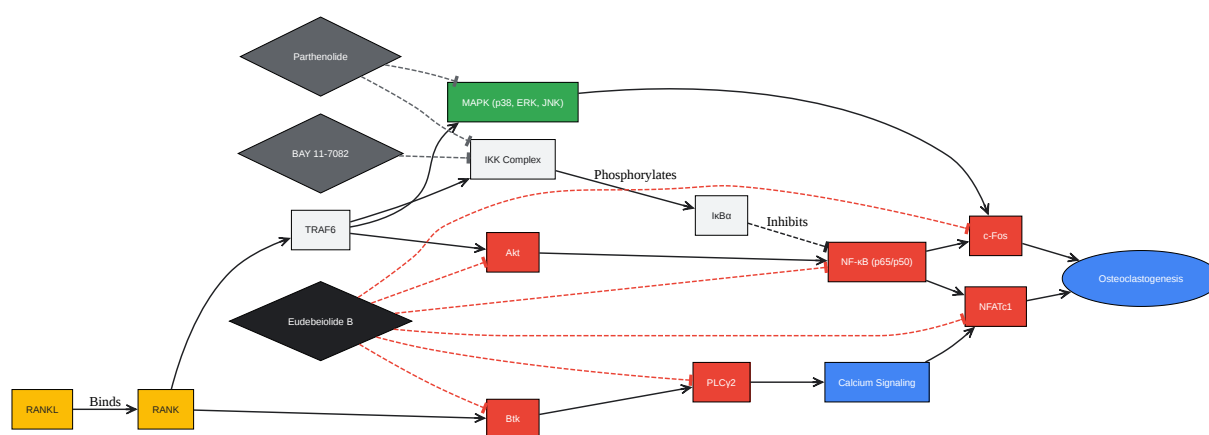 Parthenolide
MAPK (p38, ERK, JNK)
BAY 11-7082
IKK Complex
Phosphorylates
IκBα
Inhibits
TRAF6
c-Fos
Akt
NF-κB (p65/p50)
Osteoclastogenesis
NFATc1
Eudebeiolide B
PLCγ2
Calcium Signaling
RANKL
Binds
RANK
Btk